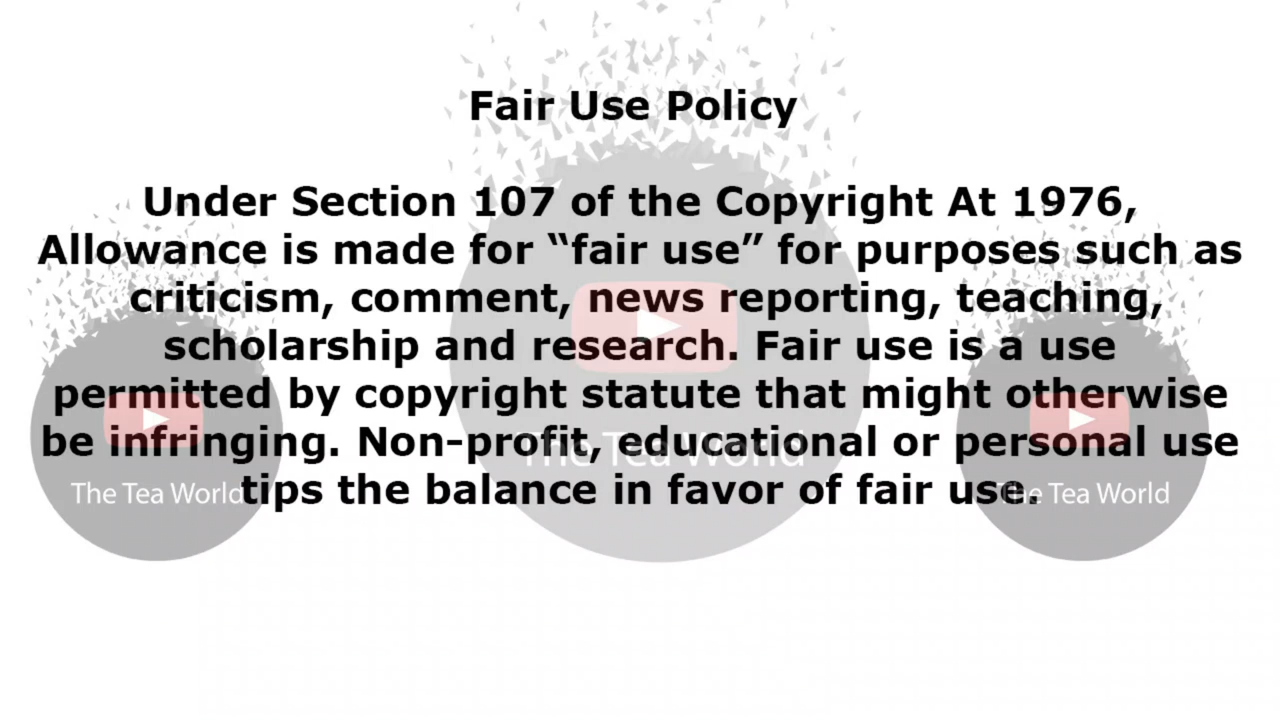 Fair Use Policy
Under Section 107 of the Copyright At 1976,
Allowance is made for “fair use” for purposes such as
criticism, comment, news reporting, teaching,
scholarship and research. Fair use is a use
permitted by copyright statute that might otherwise
be infringing. Non-profit, educational or personal use
The Tea World
tips the balance in favor of fair use.
The Tea World
The Tea World